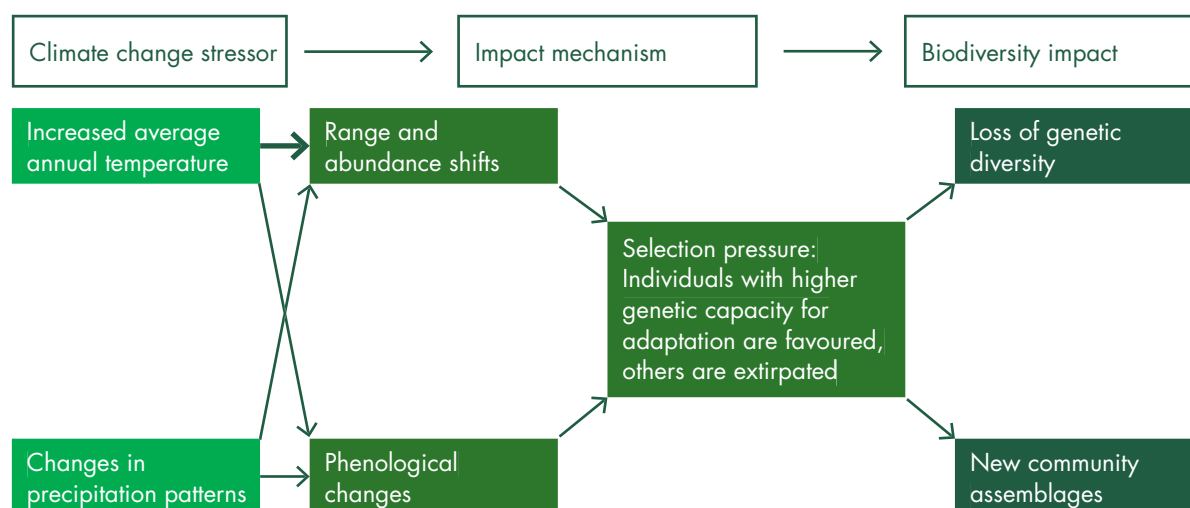 Climate change stressor
Impact mechanism
Biodiversity impact
Increased average
annual temperature
Range and
abundance shifts
Loss of genetic
diversity
Selection pressure:
Individuals with higher
genetic capacity for
adaptation are favoured,
others are extirpated
Changes in
precipitation patterns
Phenological
changes
New community
assemblages